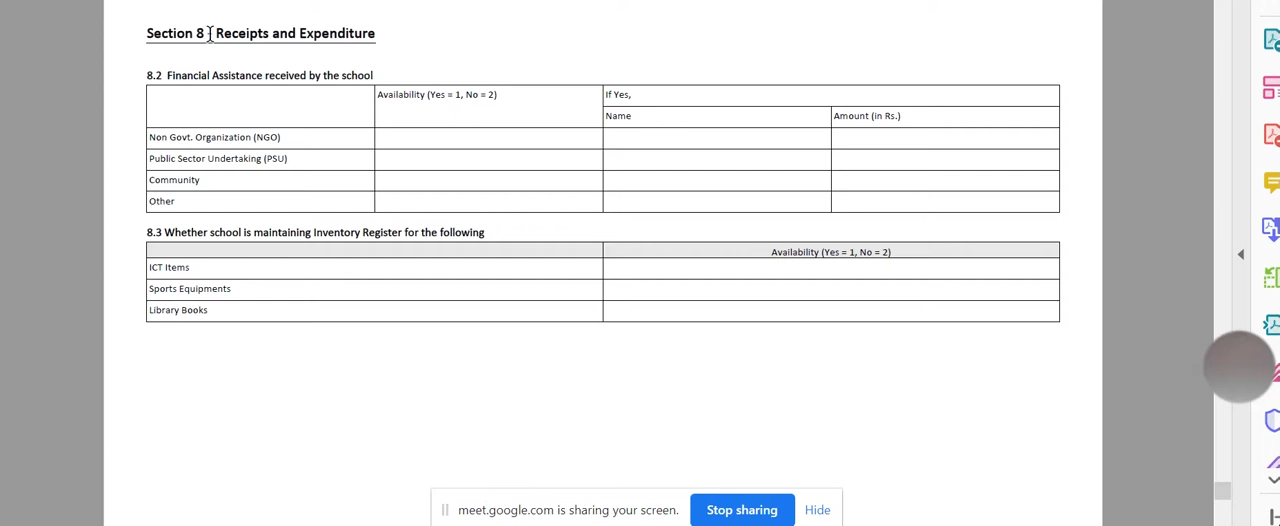 Section 8 Receipts and Expenditure
8.2 Financial Assistance received by the school
Availability (Yes = 1, No = 2) If Yes,
Name Amount (in Rs.)
Non Govt. Organization (NGO)
Public Sector Undertaking (PSU)
Community
Other
8.3 Whether school is maintaining Inventory Register for the following
Availability (Yes = 1, No = 2)
ICT Items
Sports Equipments
Library Books
meet.google.com is sharing your screen. Stop sharing Hide